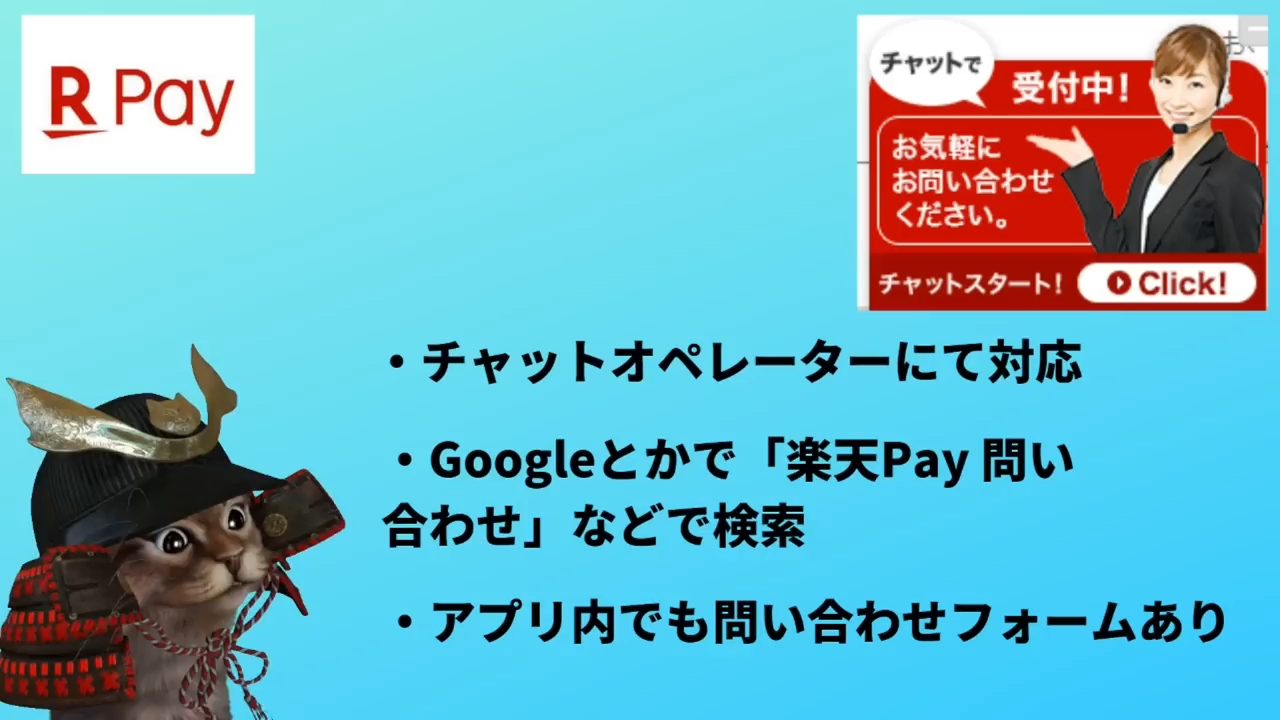 R Pay
チャットで
受付中!
お気軽に
お問い合わせ
ください。
チャットスタート!
Click!
・チャットオペレーターにて対応
・Googleとかで「楽天Pay 問い
合わせ」などで検索
・アプリ内でも問い合わせフォームあり